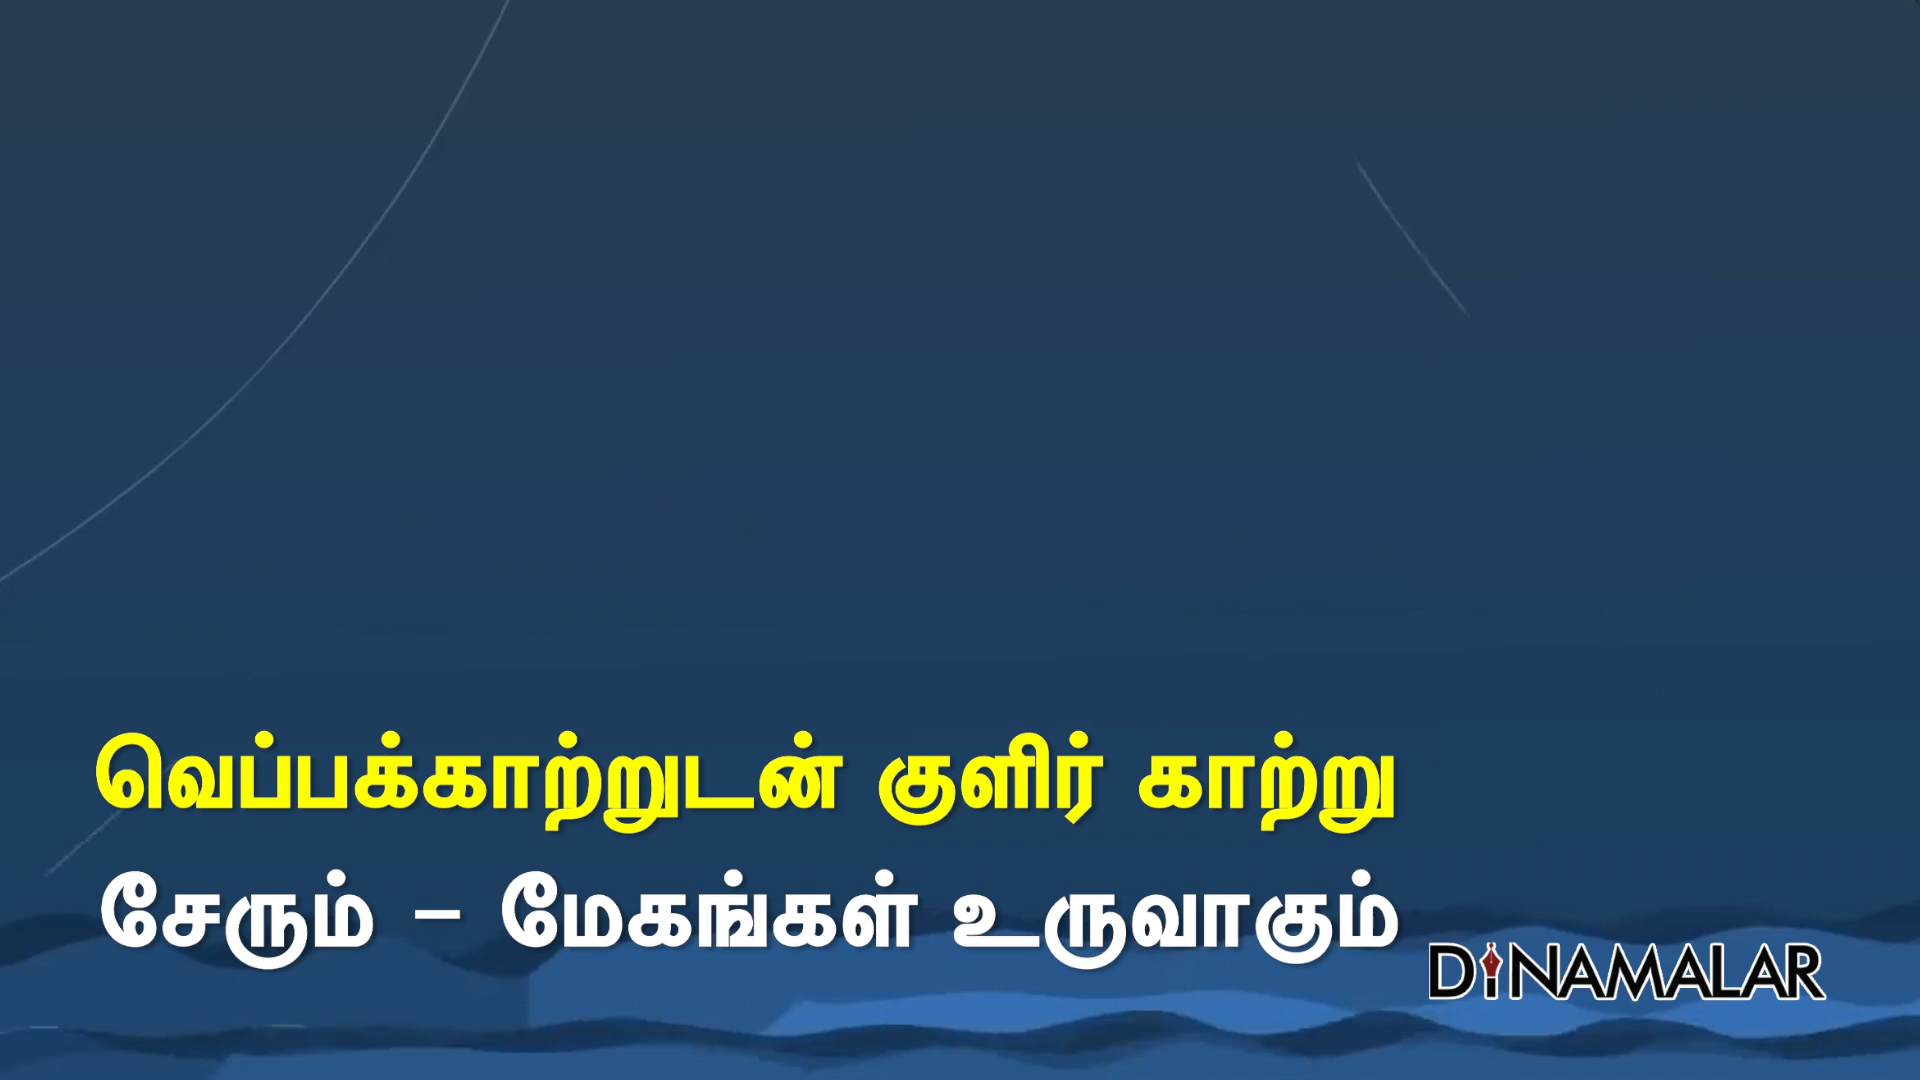 வெப்பக்காற்றுடன் குளிர் காற்று
சேரும் - மேகங்கள் உருவாகும்
DINAMALAR